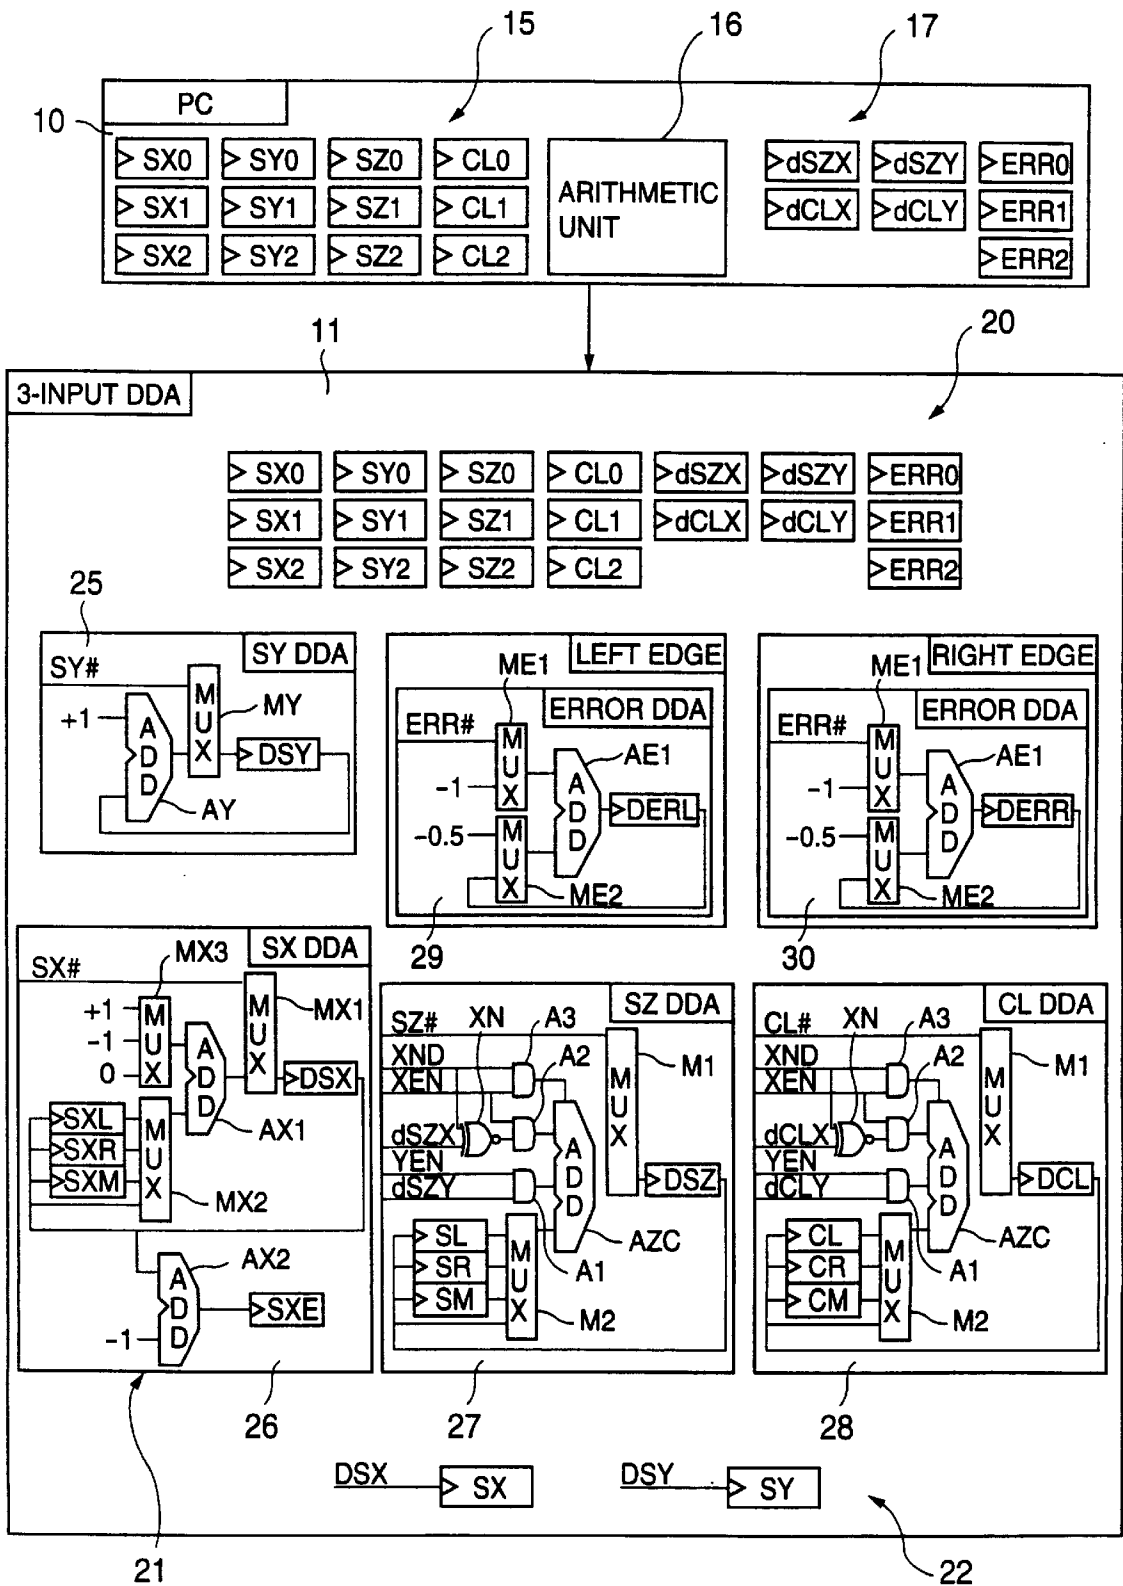 15
16
17
PC
10
SX0 SY0 SZ0 CL0
SX1 SY1 SZ1 CL1
SX2 SY2 SZ2 CL2
ARITHMETIC
UNIT
dSZX dSZY ERR0
dCLX dCLY ERR1
ERR2
11
20
3-INPUT DDA
SX0 SY0 SZ0 CL0 dSZX dSZY ERR0
SX1 SY1 SZ1 CL1 dCLX dCLY ERR1
SX2 SY2 SZ2 CL2 ERR2
25
SY DDA
SY#
+1
ADD
MUX
MY
DSY
AY
LEFT EDGE
ME1
ERROR DDA
ERR#
MUX
-1
-0.5
MUX
ADD
AE1
DERL
ME2
29
RIGHT EDGE
ME1
ERROR DDA
ERR#
MUX
-1
-0.5
MUX
ADD
AE1
DERR
ME2
30
SX DDA
SX#
MX3
+1
-1
0
MUX
ADD
MUX
MX1
DSX
SXL
SXR
SXM
MUX
AX1
MX2
AX2
ADD
-1
SXE
26
21
SZ DDA
SZ#
XND
XEN
XN
A3
A2
M1
dSZX
YEN
dSZY
ADD
MUX
DSZ
SL
SR
SM
MUX
AZC
A1
M2
27
CL DDA
CL#
XND
XEN
XN
A3
A2
M1
dCLX
YEN
dCLY
ADD
MUX
DCL
CL
CR
CM
MUX
AZC
A1
M2
28
DSX
SX
DSY
SY
22